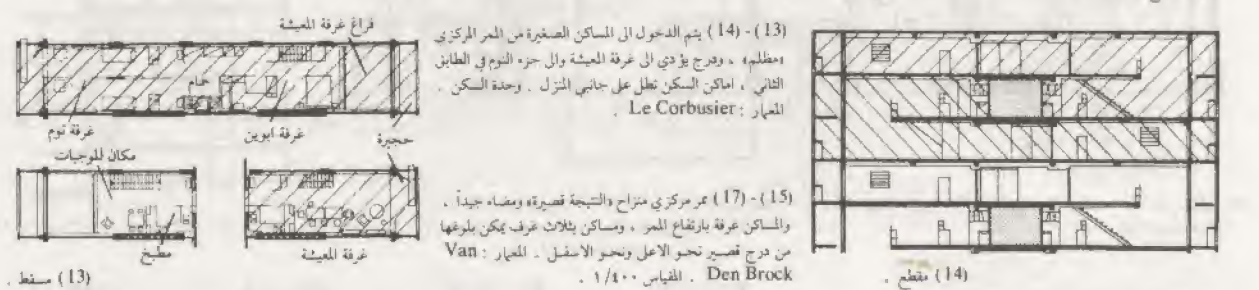 فراغ غرفة المعيشة
حمام
غرفة نوم
غرفة ابوين
حجيرة
مكان للوجبات
مطبخ
غرفة المعيشة
(13) مسقط .
(13) - (14) يتم الدخول الى المساكن الصغيرة من الممر المركزي
«مظلم» ، ودرج يؤدي الى غرفة المعيشة والى جزء النوم في الطابق
الثاني ، اماكن السكن تطل على جانبي المنزل . وحدة السكن .
المعمار : Le Corbusier .
(15) - (17) ممر مركزي منزاح «النتيجة قصيرة» ومضاء جيداً ،
والمساكن غرفة بارتفاع الممر ، ومساكن بثلاث غرف يمكن بلوغها
من درج قصير نحو الاعلى ونحو الاسفل . المعمار : Van
Den Brock . المقياس ١/٤٠٠ .
(14) مقطع .